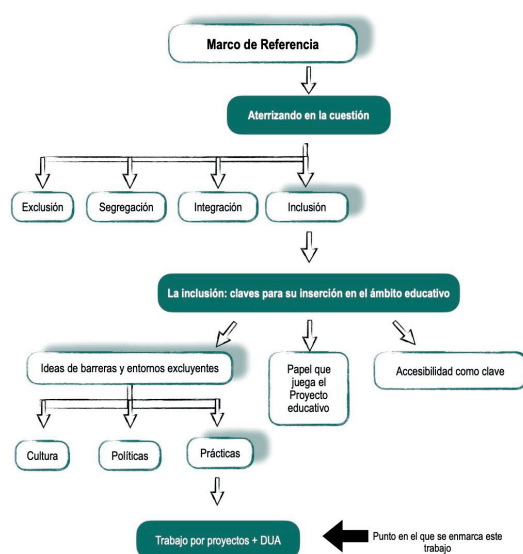 Marco de Referencia
Aterrizando en la cuestión
Exclusión
Segregación
Integración
Inclusión
La inclusión: claves para su inserción en el ámbito educativo
Ideas de barreras y entornos excluyentes
Papel que
juega el
Proyecto
educativo
Accesibilidad como clave
Cultura
Políticas
Prácticas
Trabajo por proyectos + DUA
Punto en el que se enmarca este
trabajo